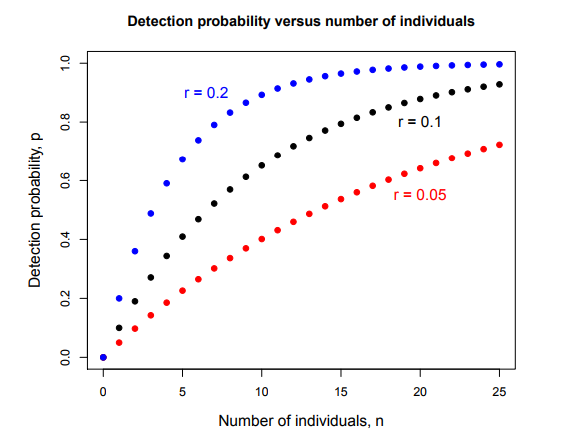 Detection probability versus number of individuals
Detection probability, p
1.0
0.8
0.6
0.4
0.2
0.0
r = 0.2
r = 0.1
r = 0.05
0 5 10 15 20 25
Number of individuals, n